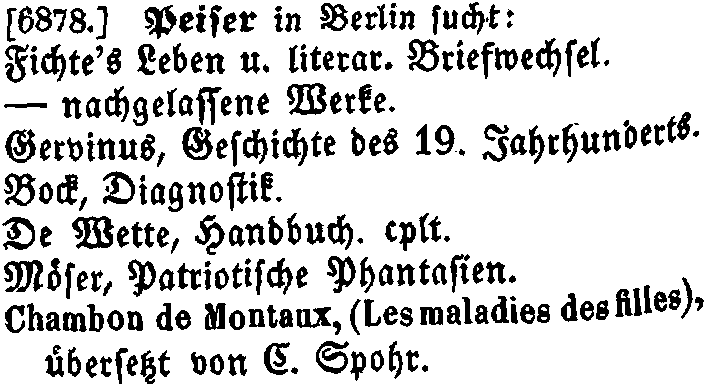 [6878.] Peiser in Berlin sucht:
Fichte's Leben u. literar. Briefwechsel.
— nachgelassene Werke.
Gervinus, Geschichte des 19. Jahrhunderts.
Bock, Diagnostik.
De Wette, Handbuch. cplt.
Möser, Patriotische Phantasien.
Chambon de Montaux, (Les maladies des filles),
übersetzt von C. Spohr.